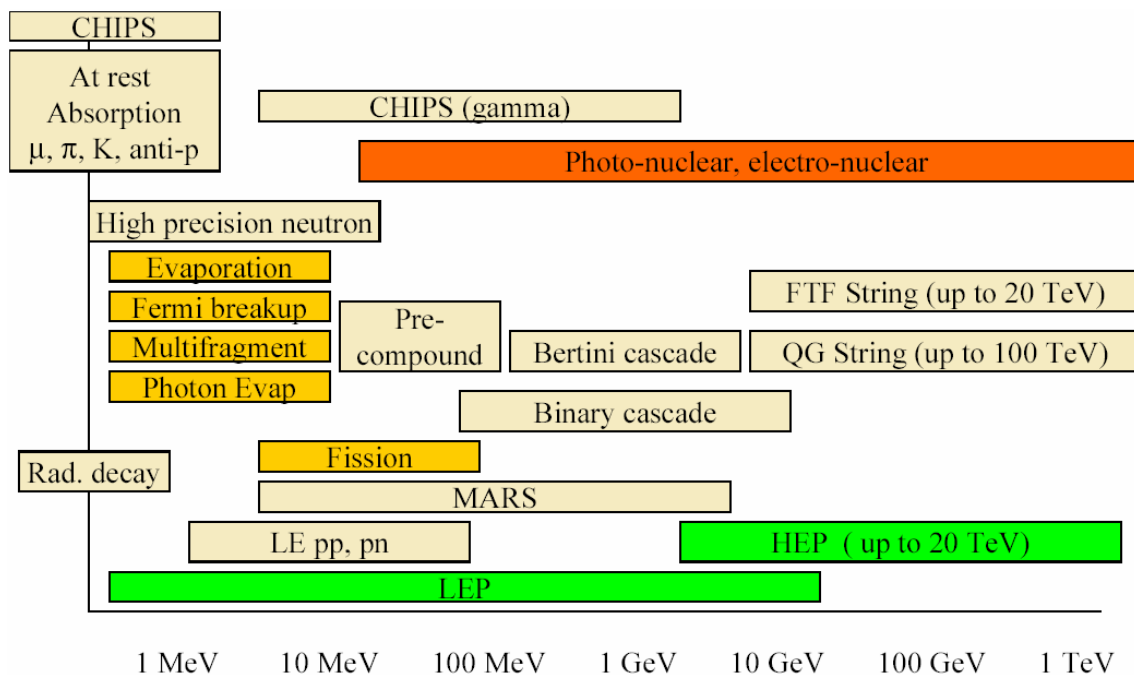 CHIPS
At rest
Absorption
μ, π, K, anti-p
CHIPS (gamma)
Photo-nuclear, electro-nuclear
High precision neutron
Evaporation
Fermi breakup
Multifragment
Photon Evap
Pre-
compound
Bertini cascade
FTF String (up to 20 TeV)
QG String (up to 100 TeV)
Binary cascade
Fission
Rad. decay
MARS
LE pp, pn
HEP ( up to 20 TeV)
LEP
1 MeV 10 MeV 100 MeV 1 GeV 10 GeV 100 GeV 1 TeV